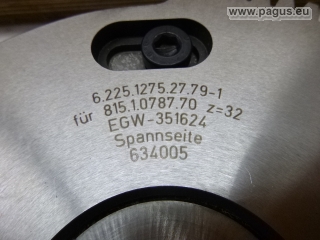 www.pagus.eu
6.225.1275.27.79-1
für 815.1.0787.70 z=32
EGW-351624
Spannseite
634005